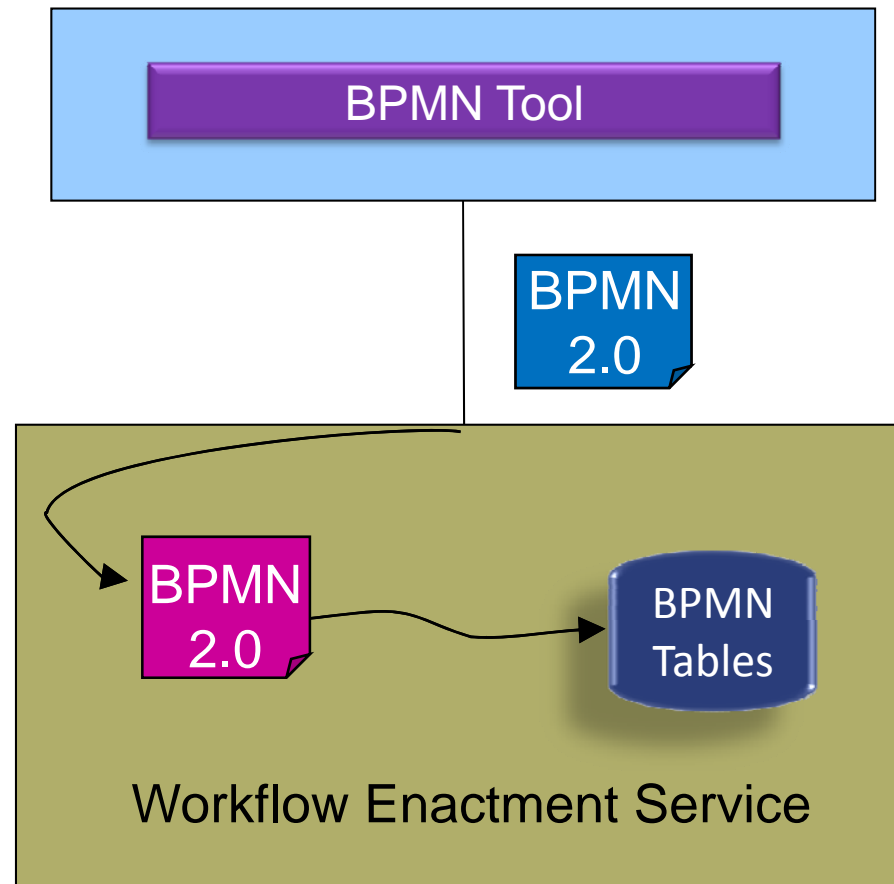 BPMN Tool
BPMN
2.0
BPMN
2.0
BPMN
Tables
Workflow Enactment Service